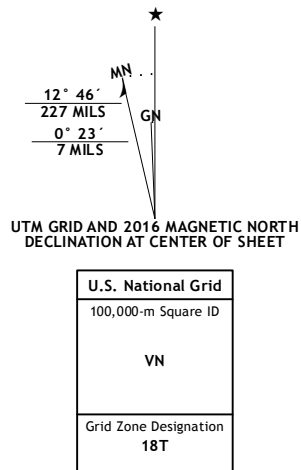 ★
MN
12° 46´
227 MILS
GN
0° 23´
7 MILS
UTM GRID AND 2016 MAGNETIC NORTH
DECLINATION AT CENTER OF SHEET
U.S. National Grid
100,000-m Square ID
VN
Grid Zone Designation
18T